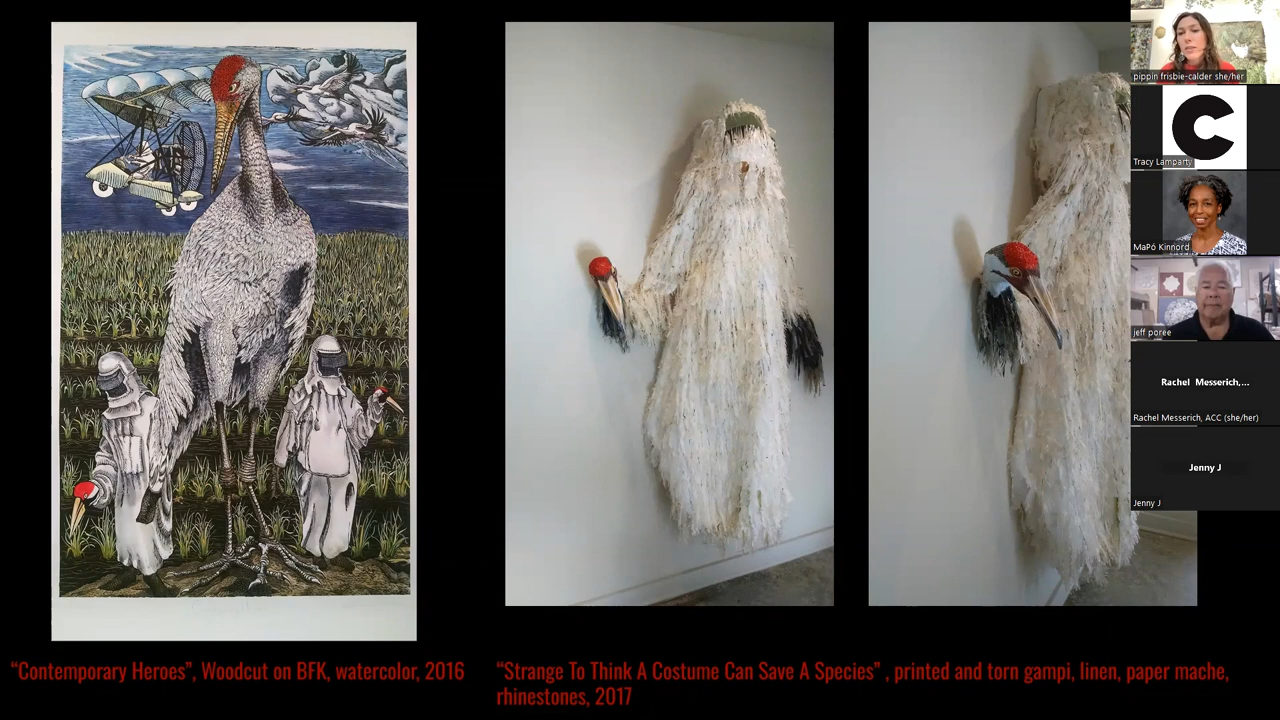 pippin frisbie-calder she/her
C
Tracy Lamparty
MaPó Kinnord
jeff poree
Rachel Messerich,...
Rachel Messerich, ACC (she/her)
Jenny J
Jenny J
“Contemporary Heroes”, Woodcut on BFK, watercolor, 2016
“Strange To Think A Costume Can Save A Species” , printed and torn gampi, linen, paper mache,
rhinestones, 2017